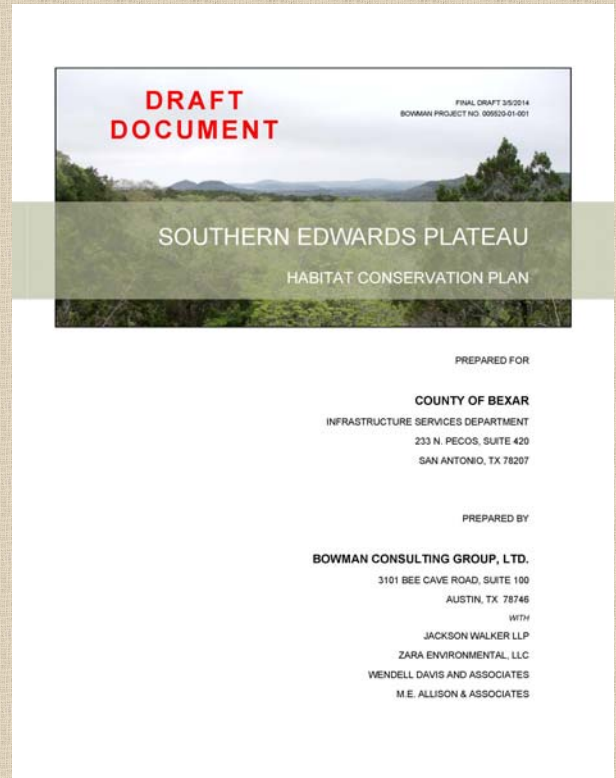 DRAFT
DOCUMENT
FINAL DRAFT 3/5/2014
BOWMAN PROJECT NO. 005520-01-001
SOUTHERN EDWARDS PLATEAU
HABITAT CONSERVATION PLAN
PREPARED FOR
COUNTY OF BEXAR
INFRASTRUCTURE SERVICES DEPARTMENT
233 N. PECOS, SUITE 420
SAN ANTONIO, TX 78207
PREPARED BY
BOWMAN CONSULTING GROUP, LTD.
3101 BEE CAVE ROAD, SUITE 100
AUSTIN, TX 78746
WITH
JACKSON WALKER LLP
ZARA ENVIRONMENTAL, LLC
WENDELL DAVIS AND ASSOCIATES
M.E. ALLISON & ASSOCIATES